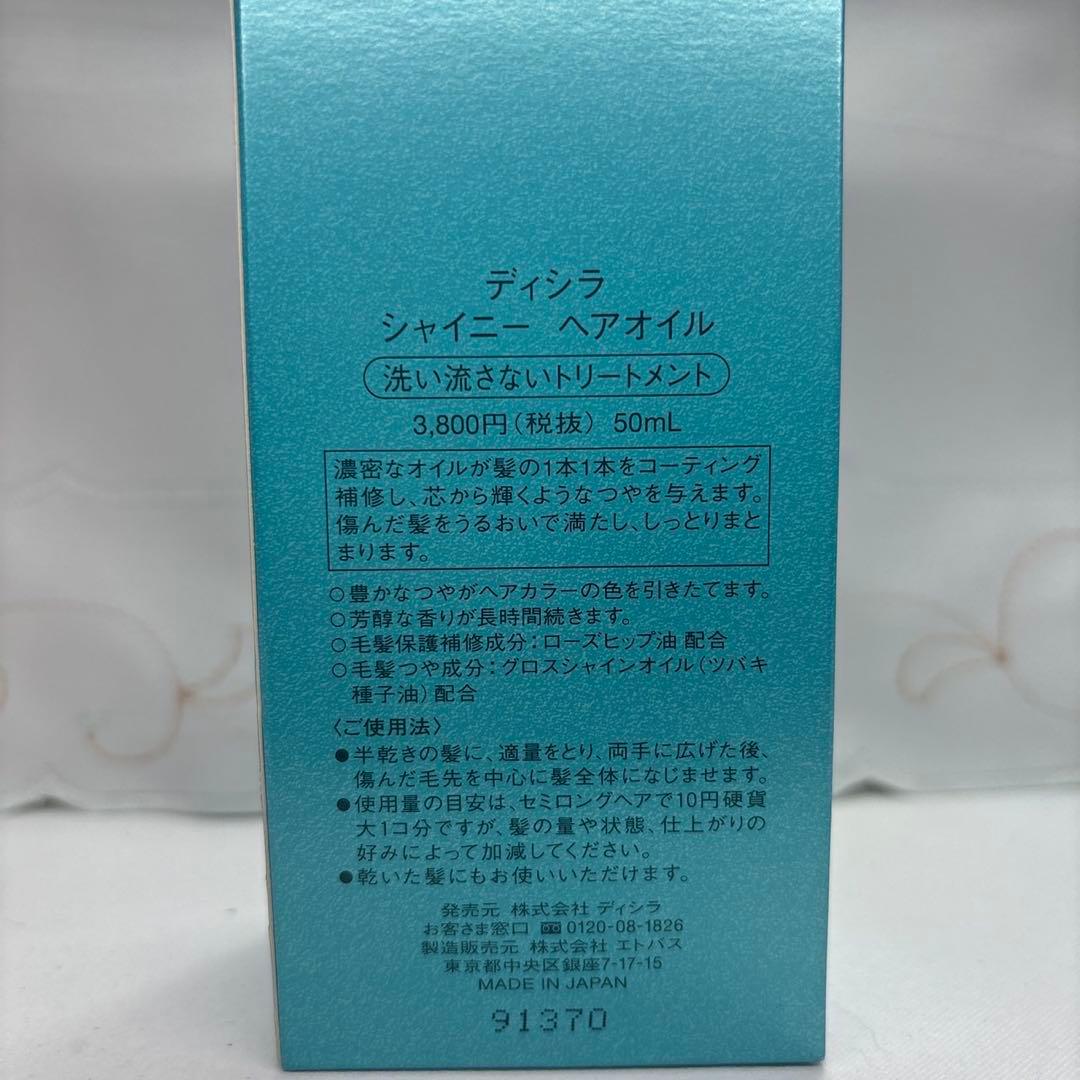 ディシラ
シャイニー　ヘアオイル
洗い流さないトリートメント
3,800円(税抜) 50mL
濃密なオイルが髪の1本1本をコーティング
補修し、芯から輝くようなつやを与えます。
傷んだ髪をうるおいで満たし、しっとりまと
まります。
○豊かなつやがヘアカラーの色を引きたてます。
○芳醇な香りが長時間続きます。
○毛髪保護補修成分：ローズヒップ油 配合
○毛髪つや成分：グロスシャインオイル（ツバキ
種子油）配合
〈ご使用法〉
●半乾きの髪に、適量をとり、両手に広げた後、
傷んだ毛先を中心に髪全体になじませます。
●使用量の目安は、セミロングヘアで10円硬貨
大1コ分ですが、髪の量や状態、仕上がりの
好みによって加減してください。
●乾いた髪にもお使いいただけます。
発売元 株式会社 ディシラ
お客さま窓口 0120-08-1826
製造販売元 株式会社 エトバス
東京都中央区銀座7-17-15
MADE IN JAPAN
91370